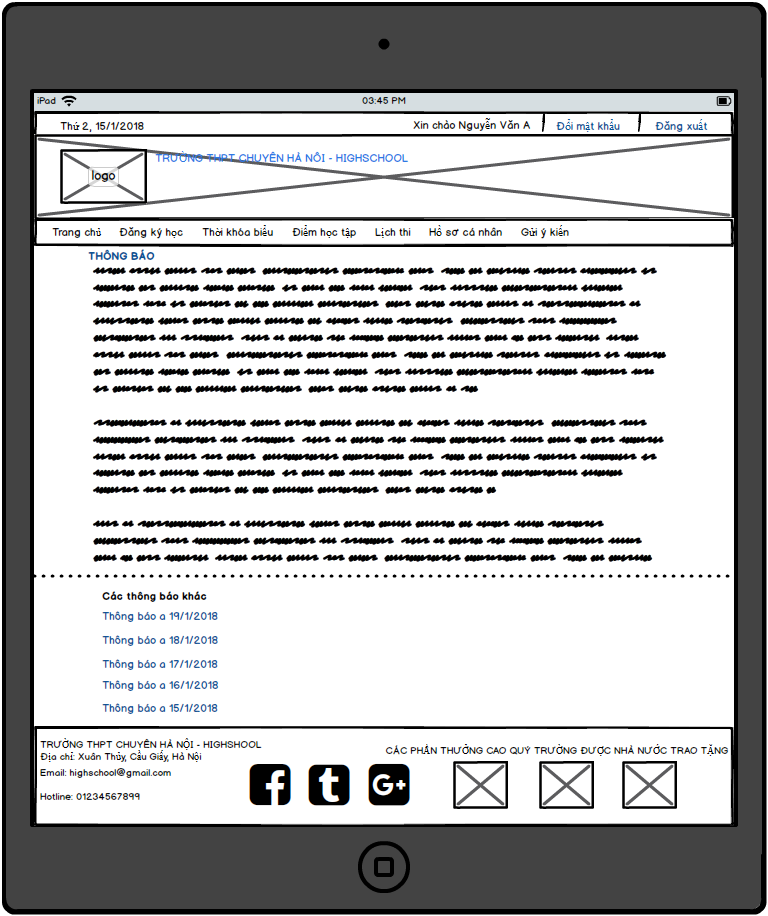 iPad 03:45 PM
Thứ 2, 15/1/2018 Xin chào Nguyễn Văn A Đổi mật khẩu Đăng xuất
TRƯỜNG THPT CHUYÊN HÀ NÔI - HIGHSCHOOL
logo
Trang chủ Đăng ký học Thời khóa biểu Điểm học tập Lịch thi Hồ sơ cá nhân Gửi ý kiến
THÔNG BÁO
Các thông báo khác
Thông báo a 19/1/2018
Thông báo a 18/1/2018
Thông báo a 17/1/2018
Thông báo a 16/1/2018
Thông báo a 15/1/2018
TRƯỜNG THPT CHUYÊN HÀ NỘI - HIGHSHOOL
Địa chỉ: Xuân Thủy, Cầu Giấy, Hà Nội
Email: highschool@gmail.com
Hotline: 01234567899
f t G+
CÁC PHẦN THƯỞNG CAO QUÝ TRƯỜNG ĐƯỢC NHÀ NƯỚC TRAO TẶNG